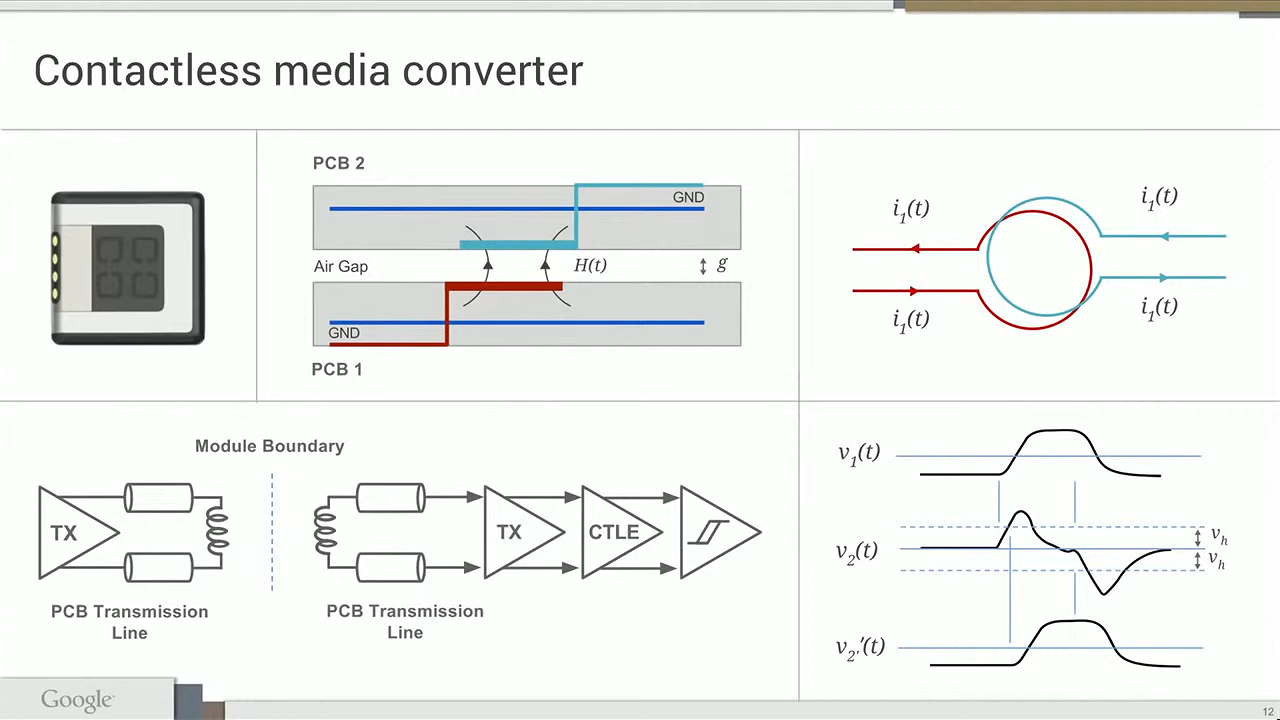 Contactless media converter
PCB 2
GND
Air Gap
H(t)
g
GND
PCB 1
i₁(t)
i₁(t)
i₁(t)
i₁(t)
Module Boundary
TX
TX
CTLE
PCB Transmission
Line
PCB Transmission
Line
v₁(t)
v₂(t)
vₕ
vₕ
v₂'′(t)
Google
12